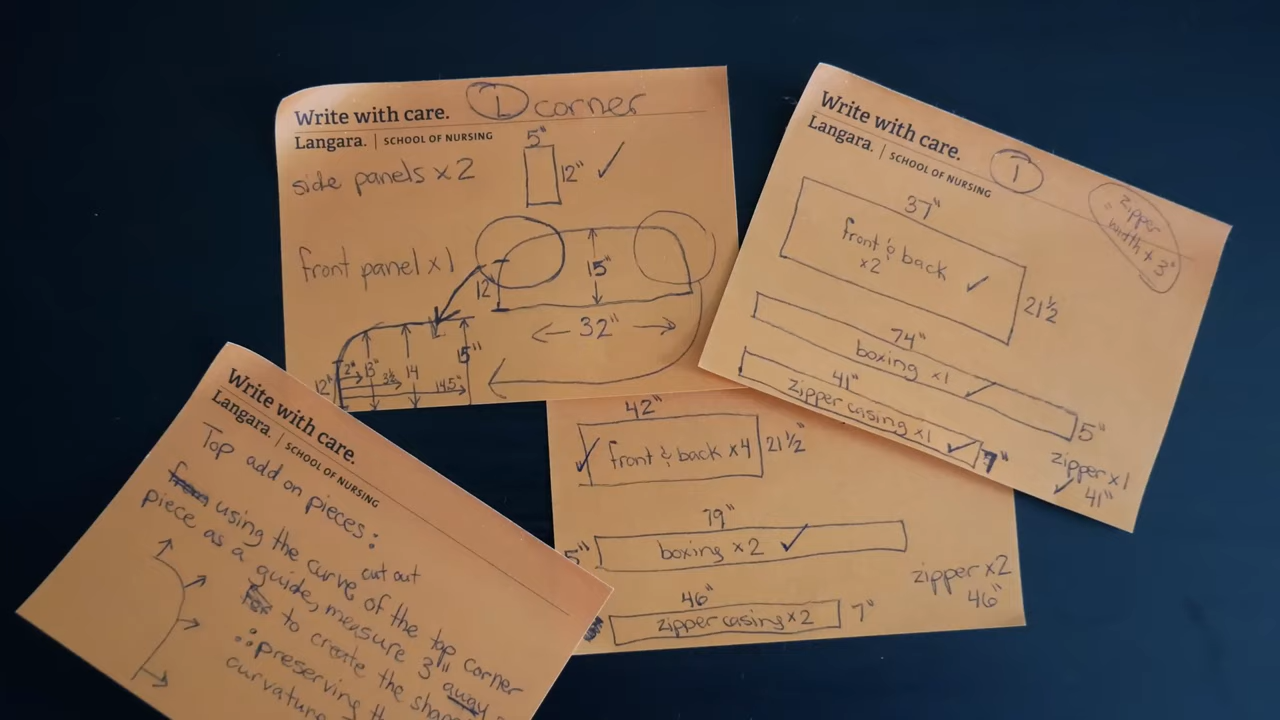 Write with care.
Langara. | SCHOOL OF NURSING
L corner
side panels x 2
5"
12"
front panel x 1
12
15"
32"
12"
2"
13"
3½
14
14.5"
15"
Write with care.
Langara. | SCHOOL OF NURSING
1
zipper
= width + 3"
37"
front & back
x2
21 ½
74"
boxing x1
5"
41"
zipper casing x1
7"
zipper x1
41"
42"
front & back x4
21 ½"
79"
5"
boxing x2
46"
zipper casing x2
7"
zipper x2
46"
Write with care.
Langara. | SCHOOL OF NURSING
Top add on pieces:
from using the curve of the top corner
piece as a guide, measure 3" away
cut out
to create the
∴ preserving